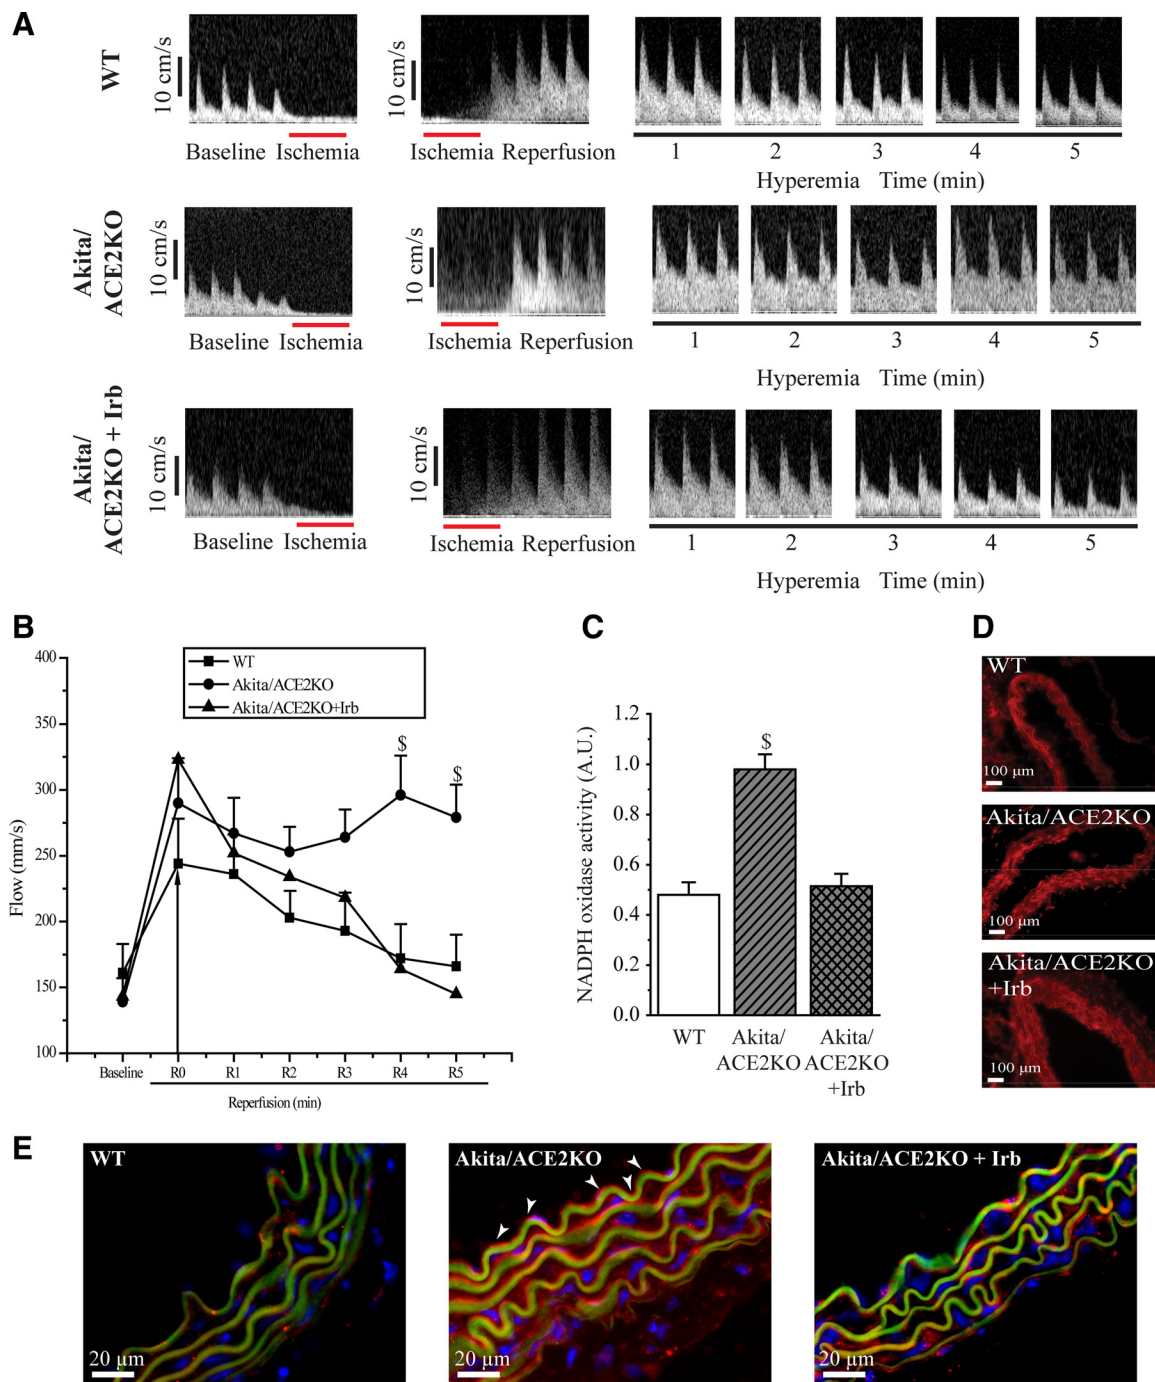 A
WT
10 cm/s
10 cm/s
Baseline Ischemia
Ischemia Reperfusion
1 2 3 4 5
Hyperemia Time (min)
Akita/
ACE2KO
10 cm/s
10 cm/s
Baseline Ischemia
Ischemia Reperfusion
1 2 3 4 5
Hyperemia Time (min)
Akita/
ACE2KO + Irb
10 cm/s
10 cm/s
Baseline Ischemia
Ischemia Reperfusion
1 2 3 4 5
Hyperemia Time (min)
B
WT
Akita/ACE2KO
Akita/ACE2KO+Irb
Flow (mm/s)
400
350
300
250
200
150
100
$ $
Baseline R0 R1 R2 R3 R4 R5
Reperfusion (min)
C
NADPH oxidase activity (A.U.)
1.2
1.0
0.8
0.6
0.4
0.2
0.0
$
WT
Akita/
ACE2KO
Akita/
ACE2KO
+Irb
D
WT
100 µm
Akita/ACE2KO
100 µm
Akita/ACE2KO
+Irb
100 µm
E
WT
20 µm
Akita/ACE2KO
20 µm
Akita/ACE2KO + Irb
20 µm